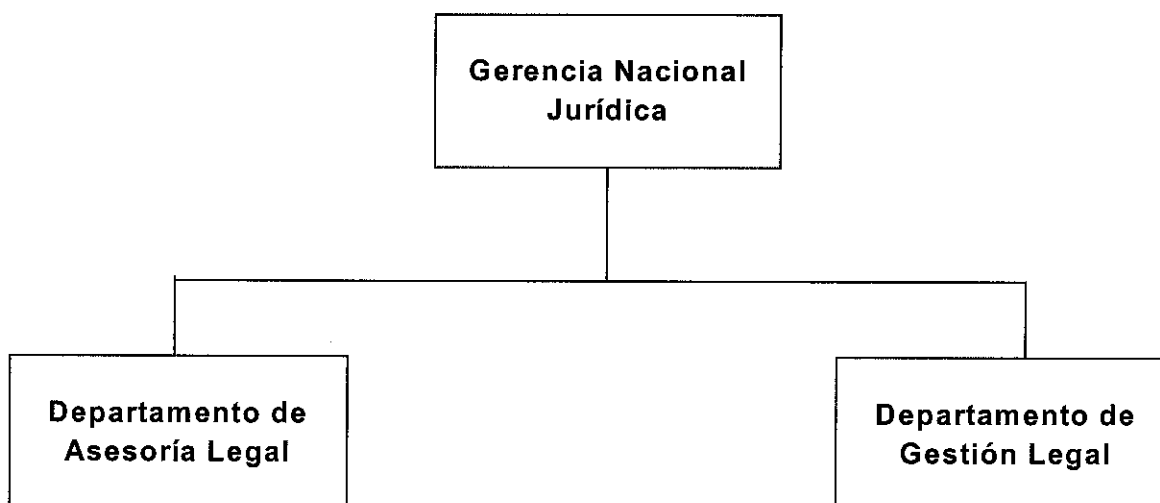 Gerencia Nacional
Jurídica
Departamento de
Asesoría Legal
Departamento de
Gestión Legal